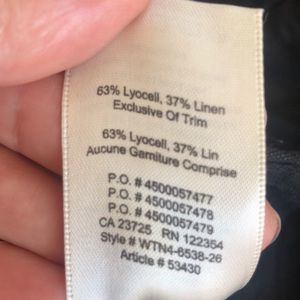 63% Lyocell, 37% Linen
Exclusive Of Trim
63% Lyocell, 37% Lin
Aucune Garniture Comprise
P.O. # 4500057477
P.O. # 4500057478
P.O. # 4500057479
CA 23725 RN 122354
Style # WTN4-6538-26
Article # 53430